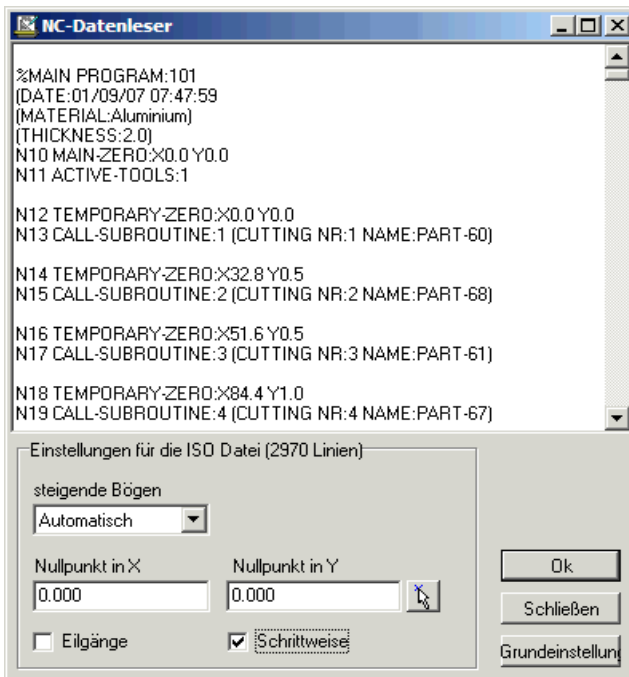 NC-Datenleser
%MAIN PROGRAM:101
(DATE:01/09/07 07:47:59
(MATERIAL:Aluminium)
(THICKNESS:2.0)
N10 MAIN-ZERO:X0.0 Y0.0
N11 ACTIVE-TOOLS:1
N12 TEMPORARY-ZERO:X0.0 Y0.0
N13 CALL-SUBROUTINE:1 (CUTTING NR:1 NAME:PART-60)
N14 TEMPORARY-ZERO:X32.8 Y0.5
N15 CALL-SUBROUTINE:2 (CUTTING NR:2 NAME:PART-68)
N16 TEMPORARY-ZERO:X51.6 Y0.5
N17 CALL-SUBROUTINE:3 (CUTTING NR:3 NAME:PART-61)
N18 TEMPORARY-ZERO:X84.4 Y1.0
N19 CALL-SUBROUTINE:4 (CUTTING NR:4 NAME:PART-67)
Einstellungen für die ISO Datei (2970 Linien)
steigende Bögen
Automatisch
Nullpunkt in X Nullpunkt in Y
0.000 0.000
Eilgänge Schrittweise
Ok
Schließen
Grundeinstellun